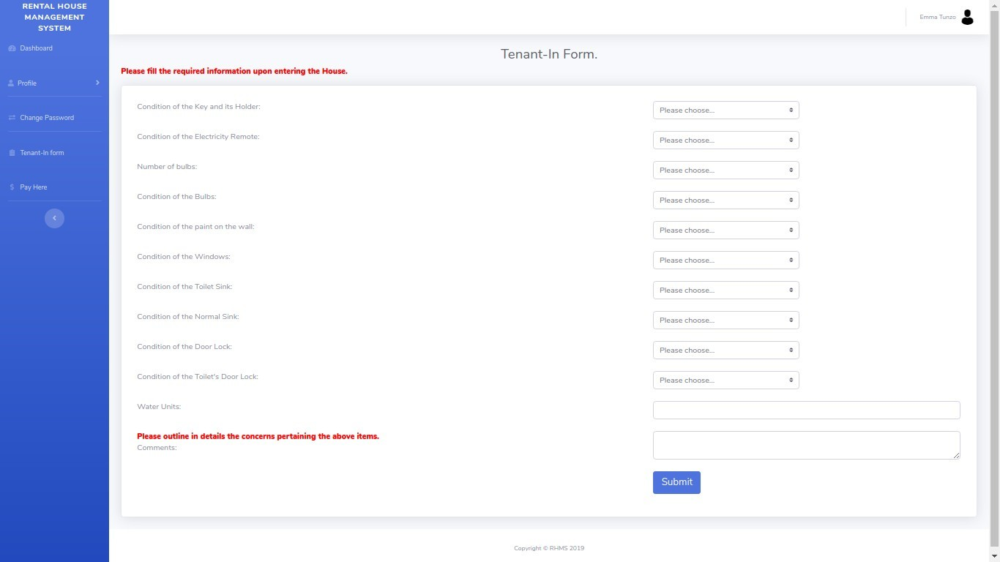 RENTAL HOUSE
MANAGEMENT
SYSTEM
Dashboard
Profile
Change Password
Tenant-In form
$ Pay Here
Emma Tunzo
Tenant-In Form.
Please fill the required information upon entering the House.
Condition of the Key and its Holder: Please choose...
Condition of the Electricity Remote: Please choose...
Number of bulbs: Please choose...
Condition of the Bulbs: Please choose...
Condition of the paint on the wall: Please choose...
Condition of the Windows: Please choose...
Condition of the Toilet Sink: Please choose...
Condition of the Normal Sink: Please choose...
Condition of the Door Lock: Please choose...
Condition of the Toilet's Door Lock: Please choose...
Water Units:
Please outline in details the concerns pertaining the above items.
Comments:
Submit
Copyright © RHMS 2019